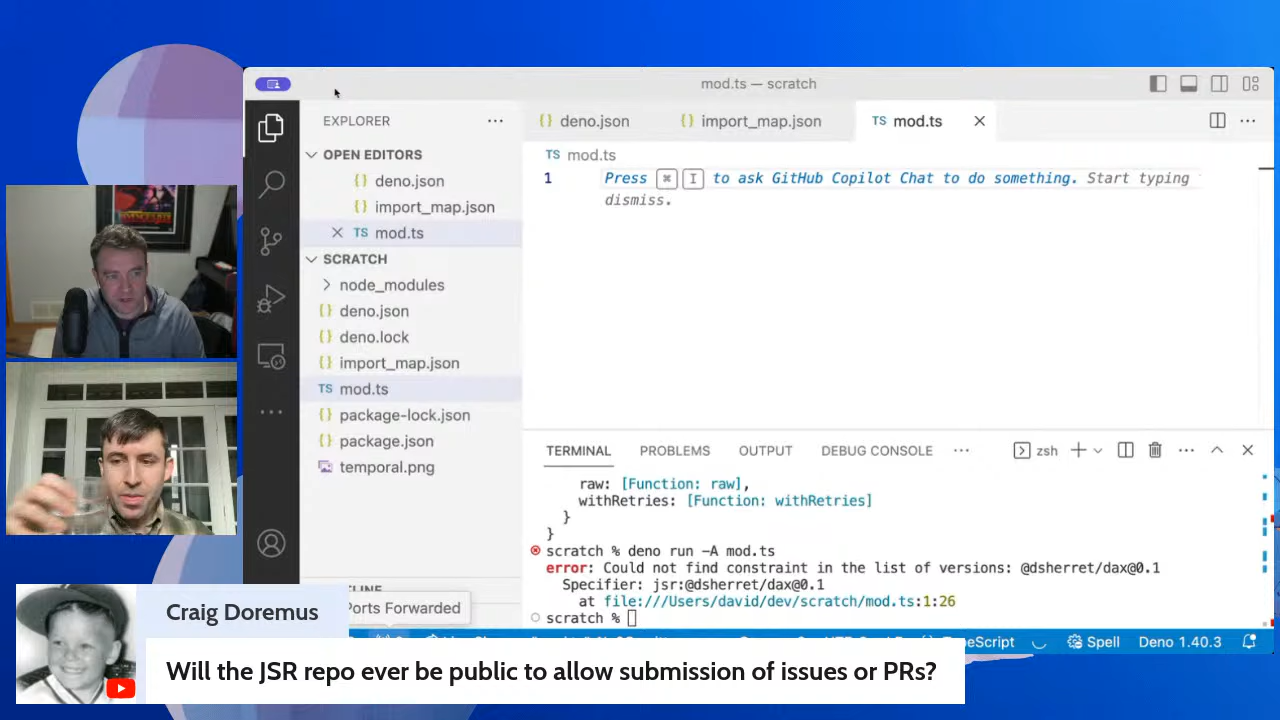 mod.ts — scratch
EXPLORER
OPEN EDITORS
deno.json
import_map.json
TS mod.ts
SCRATCH
node_modules
deno.json
deno.lock
import_map.json
TS mod.ts
package-lock.json
package.json
temporal.png
deno.json
import_map.json
TS mod.ts
TS mod.ts
1 Press ⌘ I to ask GitHub Copilot Chat to do something. Start typing
dismiss.
TERMINAL PROBLEMS OUTPUT DEBUG CONSOLE
zsh
raw: [Function: raw],
withRetries: [Function: withRetries]
}
}
scratch % deno run -A mod.ts
error: Could not find constraint in the list of versions: @dsherret/dax@0.1
Specifier: jsr:@dsherret/dax@0.1
at file:///Users/david/dev/scratch/mod.ts:1:26
scratch %
Ports Forwarded
TypeScript
Spell
Deno 1.40.3
Craig Doremus
Will the JSR repo ever be public to allow submission of issues or PRs?